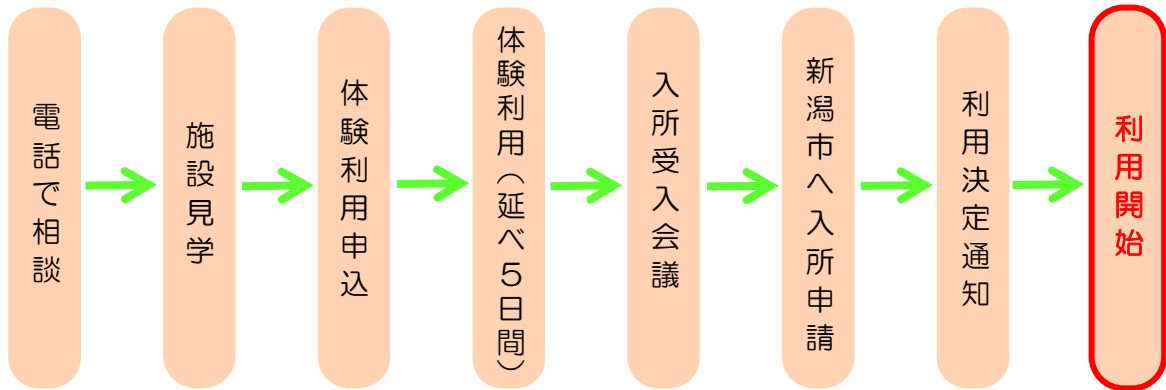 電話で相談
施設見学
体験利用申込
体験利用（延べ５日間）
入所受入会議
新潟市へ入所申請
利用決定通知
利用開始